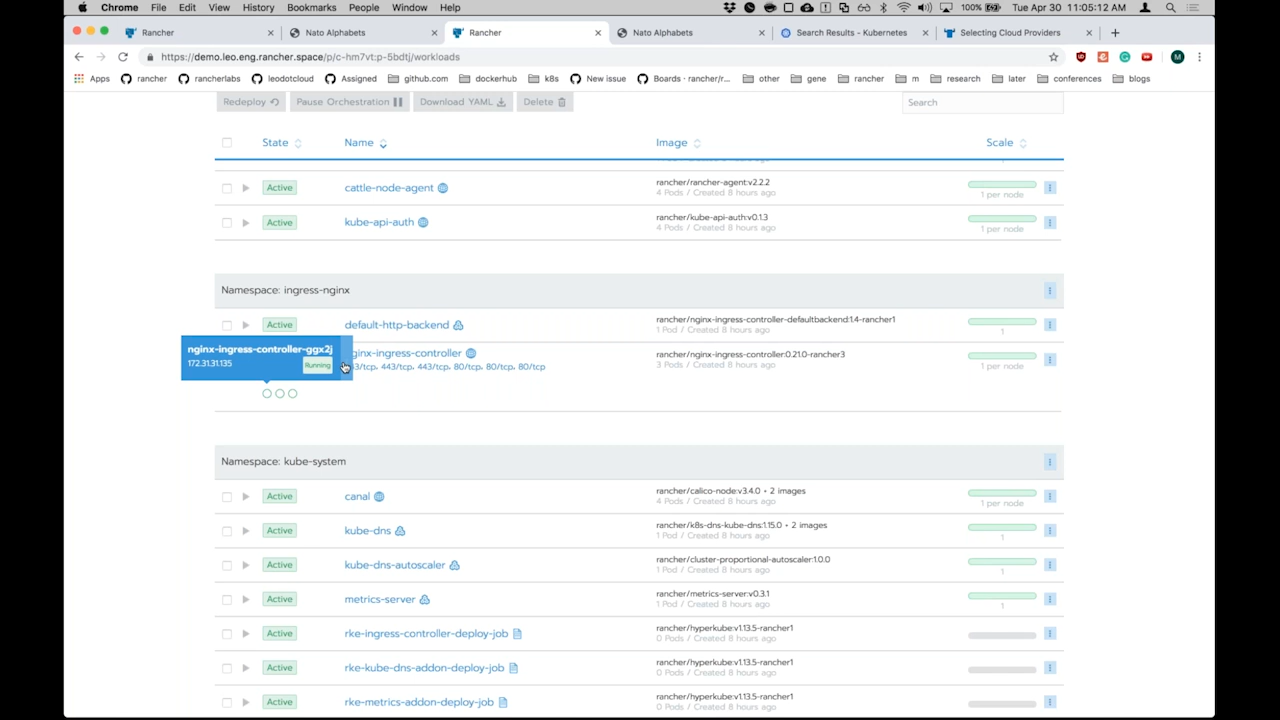 Chrome File Edit View History Bookmarks People Window Help 100% Tue Apr 30 11:05:12 AM
Rancher Nato Alphabets Rancher Nato Alphabets Search Results - Kubernetes Selecting Cloud Providers
https://demo.leo.eng.rancher.space/p/c-hm7vt:p-5bdtj/workloads
Apps rancher rancherlabs leodotcloud Assigned github.com dockerhub k8s New issue Boards · rancher/r... other gene rancher m research later conferences blogs
Redeploy Pause Orchestration Download YAML Delete Search
State Name Image Scale
Active cattle-node-agent rancher/rancher-agent:v2.2.2
4 Pods / Created 8 hours ago 1 per node
Active kube-api-auth rancher/kube-api-auth:v0.1.3
4 Pods / Created 8 hours ago 1 per node
Namespace: ingress-nginx
Active default-http-backend rancher/nginx-ingress-controller-defaultbackend:1.4-rancher1
1 Pod / Created 8 hours ago 1
nginx-ingress-controller-ggx2j nginx-ingress-controller rancher/nginx-ingress-controller:0.21.0-rancher3
172.31.31.135 Running 3/tcp, 443/tcp, 443/tcp, 80/tcp, 80/tcp, 80/tcp 3 Pods / Created 8 hours ago 1 per node
Namespace: kube-system
Active canal rancher/calico-node:v3.4.0 + 2 images
4 Pods / Created 8 hours ago 1 per node
Active kube-dns rancher/k8s-dns-kube-dns:1.15.0 + 2 images
1 Pod / Created 8 hours ago 1
Active kube-dns-autoscaler rancher/cluster-proportional-autoscaler:1.0.0
1 Pod / Created 8 hours ago 1
Active metrics-server rancher/metrics-server:v0.3.1
1 Pod / Created 8 hours ago 1
Active rke-ingress-controller-deploy-job rancher/hyperkube:v1.13.5-rancher1
0 Pods / Created 8 hours ago
Active rke-kube-dns-addon-deploy-job rancher/hyperkube:v1.13.5-rancher1
0 Pods / Created 8 hours ago
Active rke-metrics-addon-deploy-job rancher/hyperkube:v1.13.5-rancher1
0 Pods / Created 8 hours ago